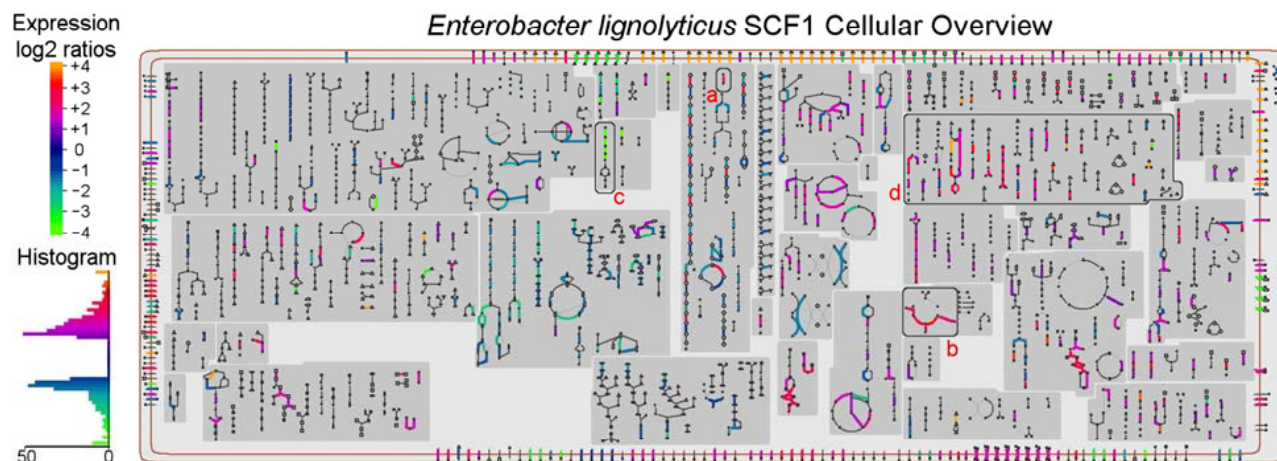 Enterobacter lignolyticus SCF1 Cellular Overview
Expression
log2 ratios
+4
+3
+2
+1
0
−1
−2
−3
−4
Histogram
50 0
a
c
d
b